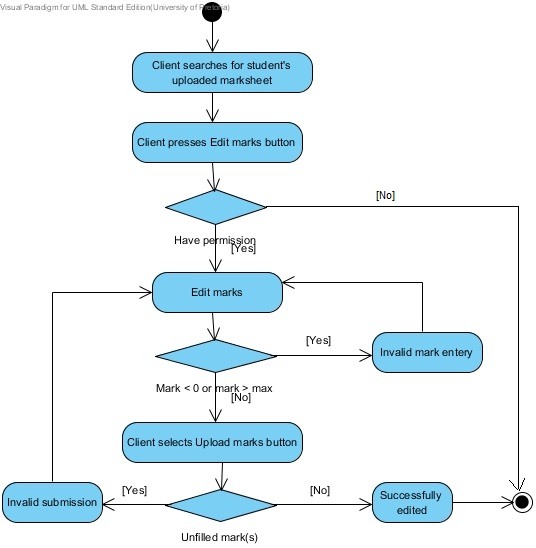 Visual Paradigm for UML Standard Edition(University of Pretoria)
Client searches for student's
uploaded marksheet
Client presses Edit marks button
[No]
Have permission
[Yes]
Edit marks
[Yes]
Invalid mark entery
Mark < 0 or mark > max
[No]
Client selects Upload marks button
[Yes]
[No]
Invalid submission
Successfully
edited
Unfilled mark(s)